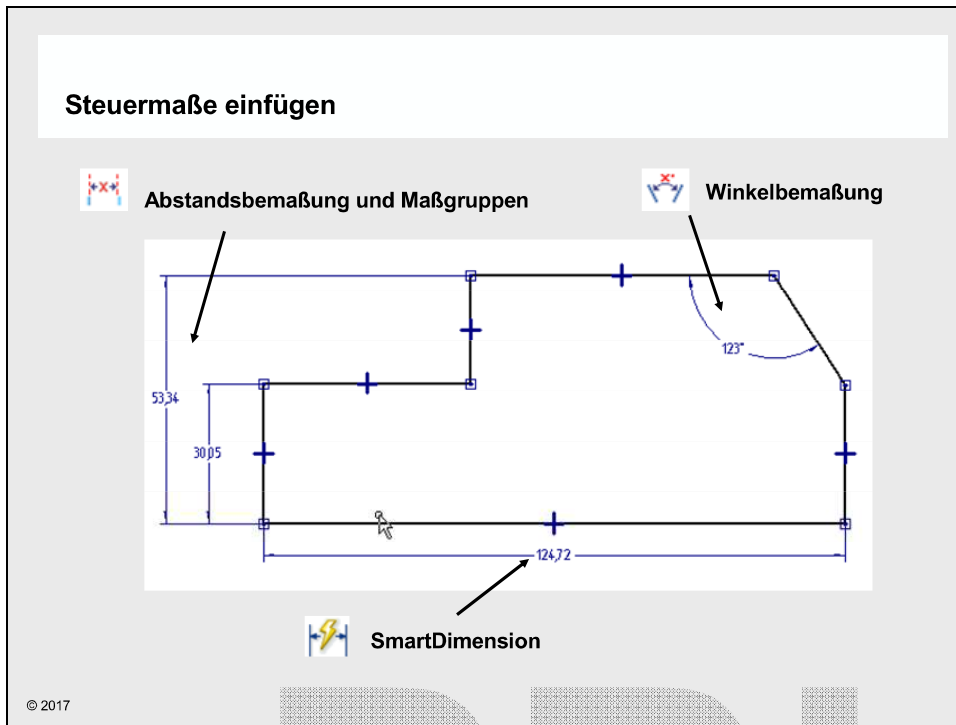 Steuermaße einfügen
Abstandsbemaßung und Maßgruppen
Winkelbemaßung
123°
53,34
30,05
124,72
SmartDimension
© 2017